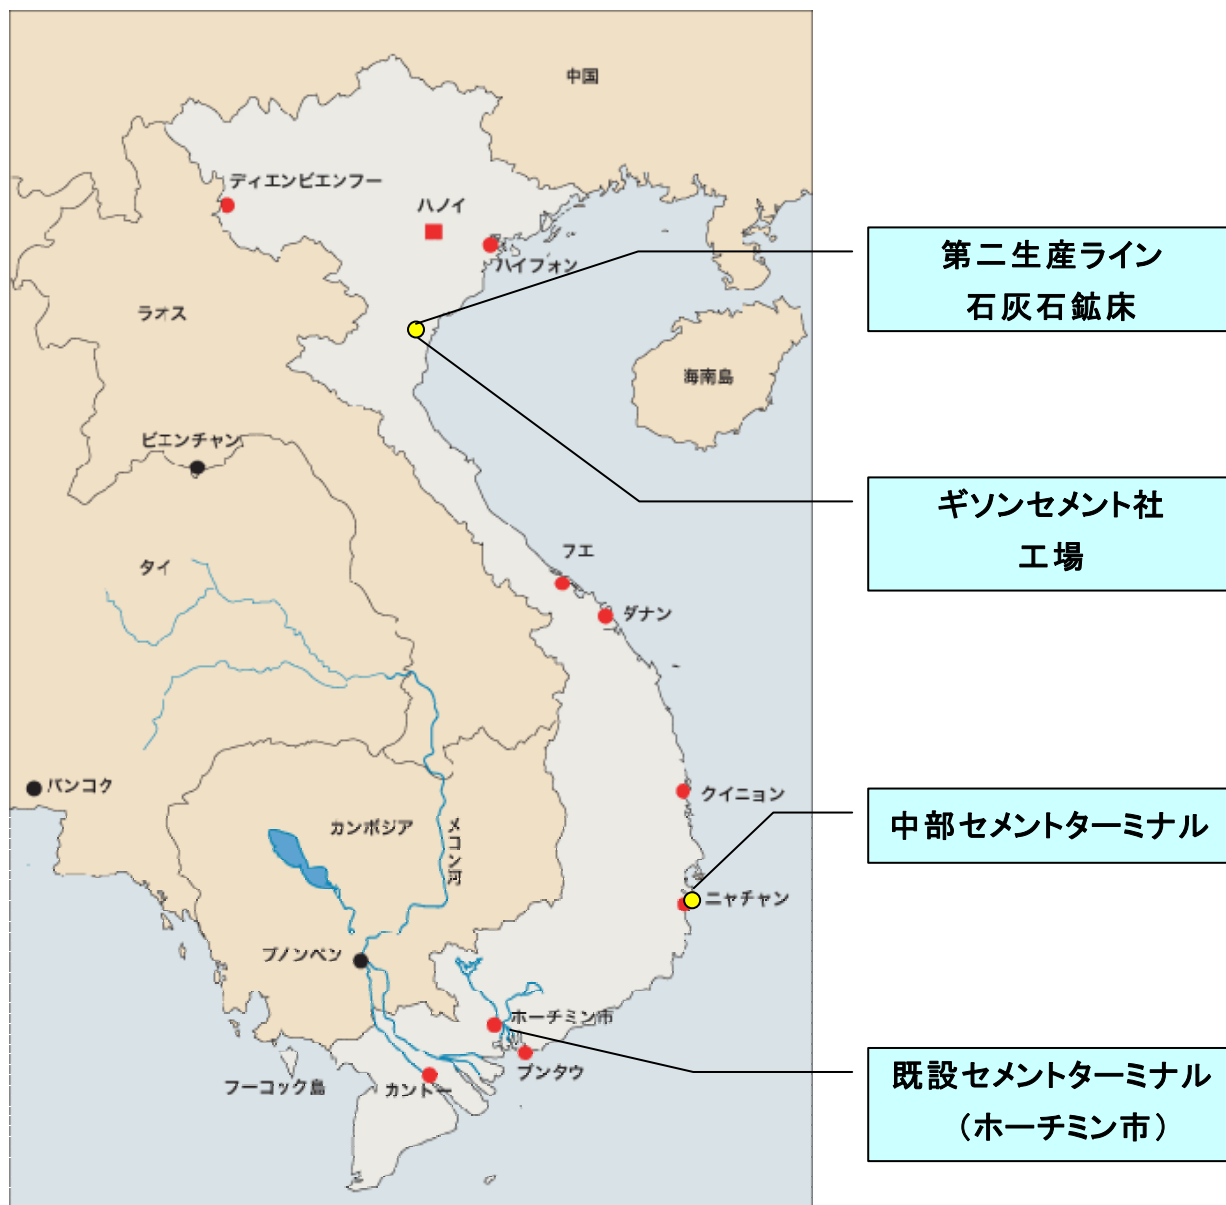 中国
ディエンビエンフー
ハノイ
ハイフォン
第二生産ライン
石灰石鉱床
ラオス
海南島
ビエンチャン
ギソンセメント社
工場
フエ
タイ
ダナン
バンコク
クイニョン
カンボジア
メコン河
中部セメントターミナル
ニャチャン
プノンペン
ホーチミン市
ブンタウ
フーコック島
カントー
既設セメントターミナル
（ホーチミン市）